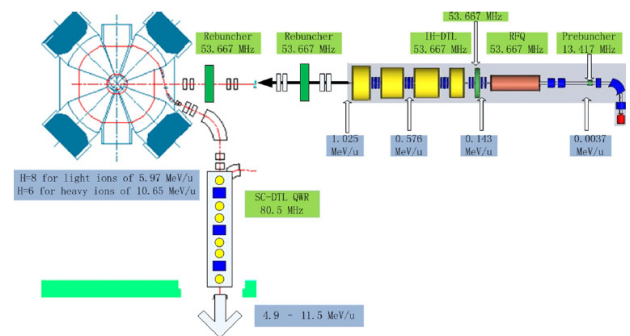 53.667 MHz
Rebuncher
53.667 MHz
Rebuncher
53.667 MHz
IH-DTL
53.667 MHz
RFQ
53.667 MHz
Prebuncher
13.417 MHz
1.025
MeV/u
0.576
MeV/u
0.143
MeV/u
0.0037
MeV/u
H=8 for light ions of 5.97 MeV/u
H=6 for heavy ions of 10.65 MeV/u
SC-DTL QWR
80.5 MHz
4.9 - 11.5 MeV/u